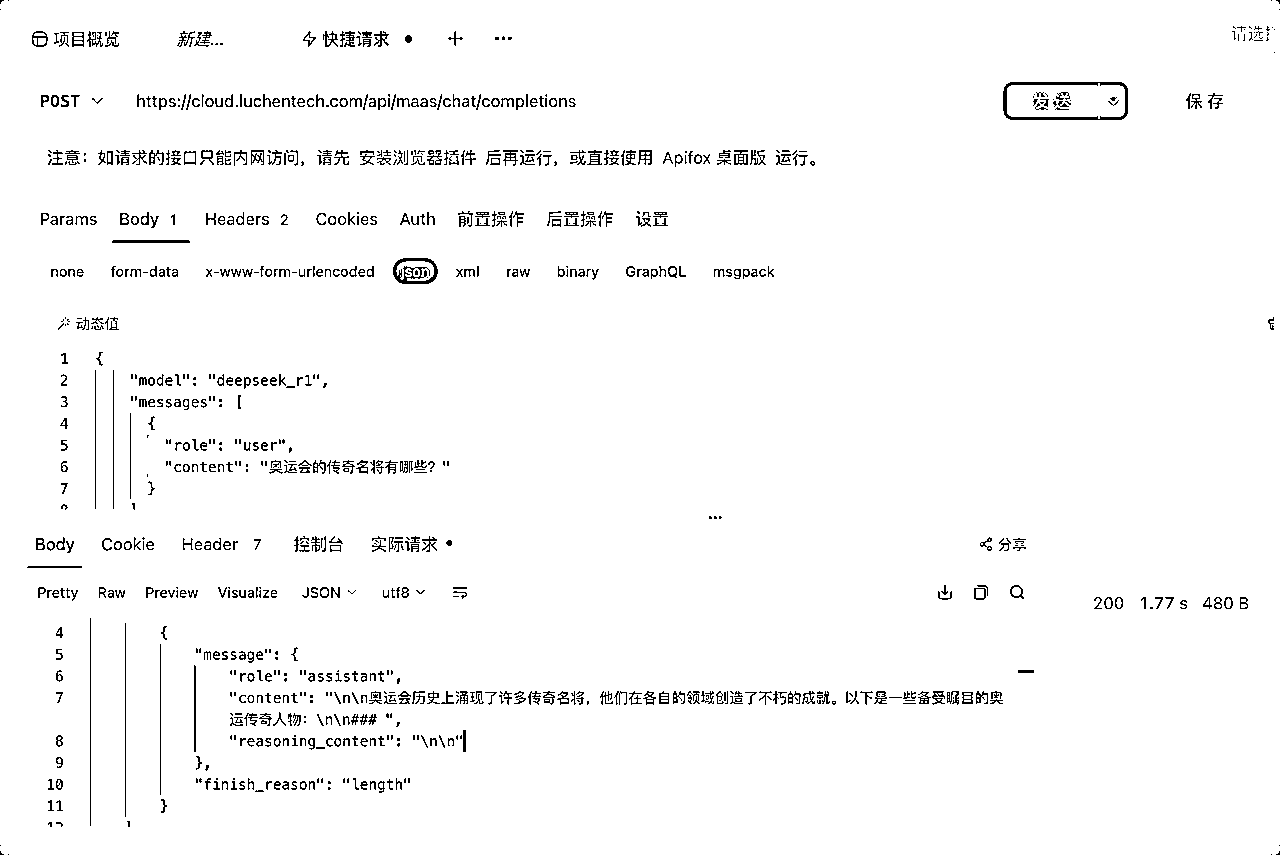 项目概览 新建... 快捷请求 • + ••• 请选
POST https://cloud.luchentech.com/api/maas/chat/completions 发送 保存
注意：如请求的接口只能内网访问，请先 安装浏览器插件 后再运行，或直接使用 Apifox 桌面版 运行。
Params Body 1 Headers 2 Cookies Auth 前置操作 后置操作 设置
none form-data x-www-form-urlencoded json xml raw binary GraphQL msgpack
动态值
1 {
2 "model": "deepseek_r1",
3 "messages": [
4 {
5 "role": "user",
6 "content": "奥运会的传奇名将有哪些？"
7 }
8 ]
•••
Body Cookie Header 7 控制台 实际请求 • 分享
Pretty Raw Preview Visualize JSON utf8
200 1.77 s 480 B
4 {
5 "message": {
6 "role": "assistant",
7 "content": "\n\n奥运会历史上涌现了许多传奇名将，他们在各自的领域创造了不朽的成就。以下是一些备受瞩目的奥
运传奇人物：\n\n### ",
8 "reasoning_content": "\n\n"
9 },
10 "finish_reason": "length"
11 }
12 ]